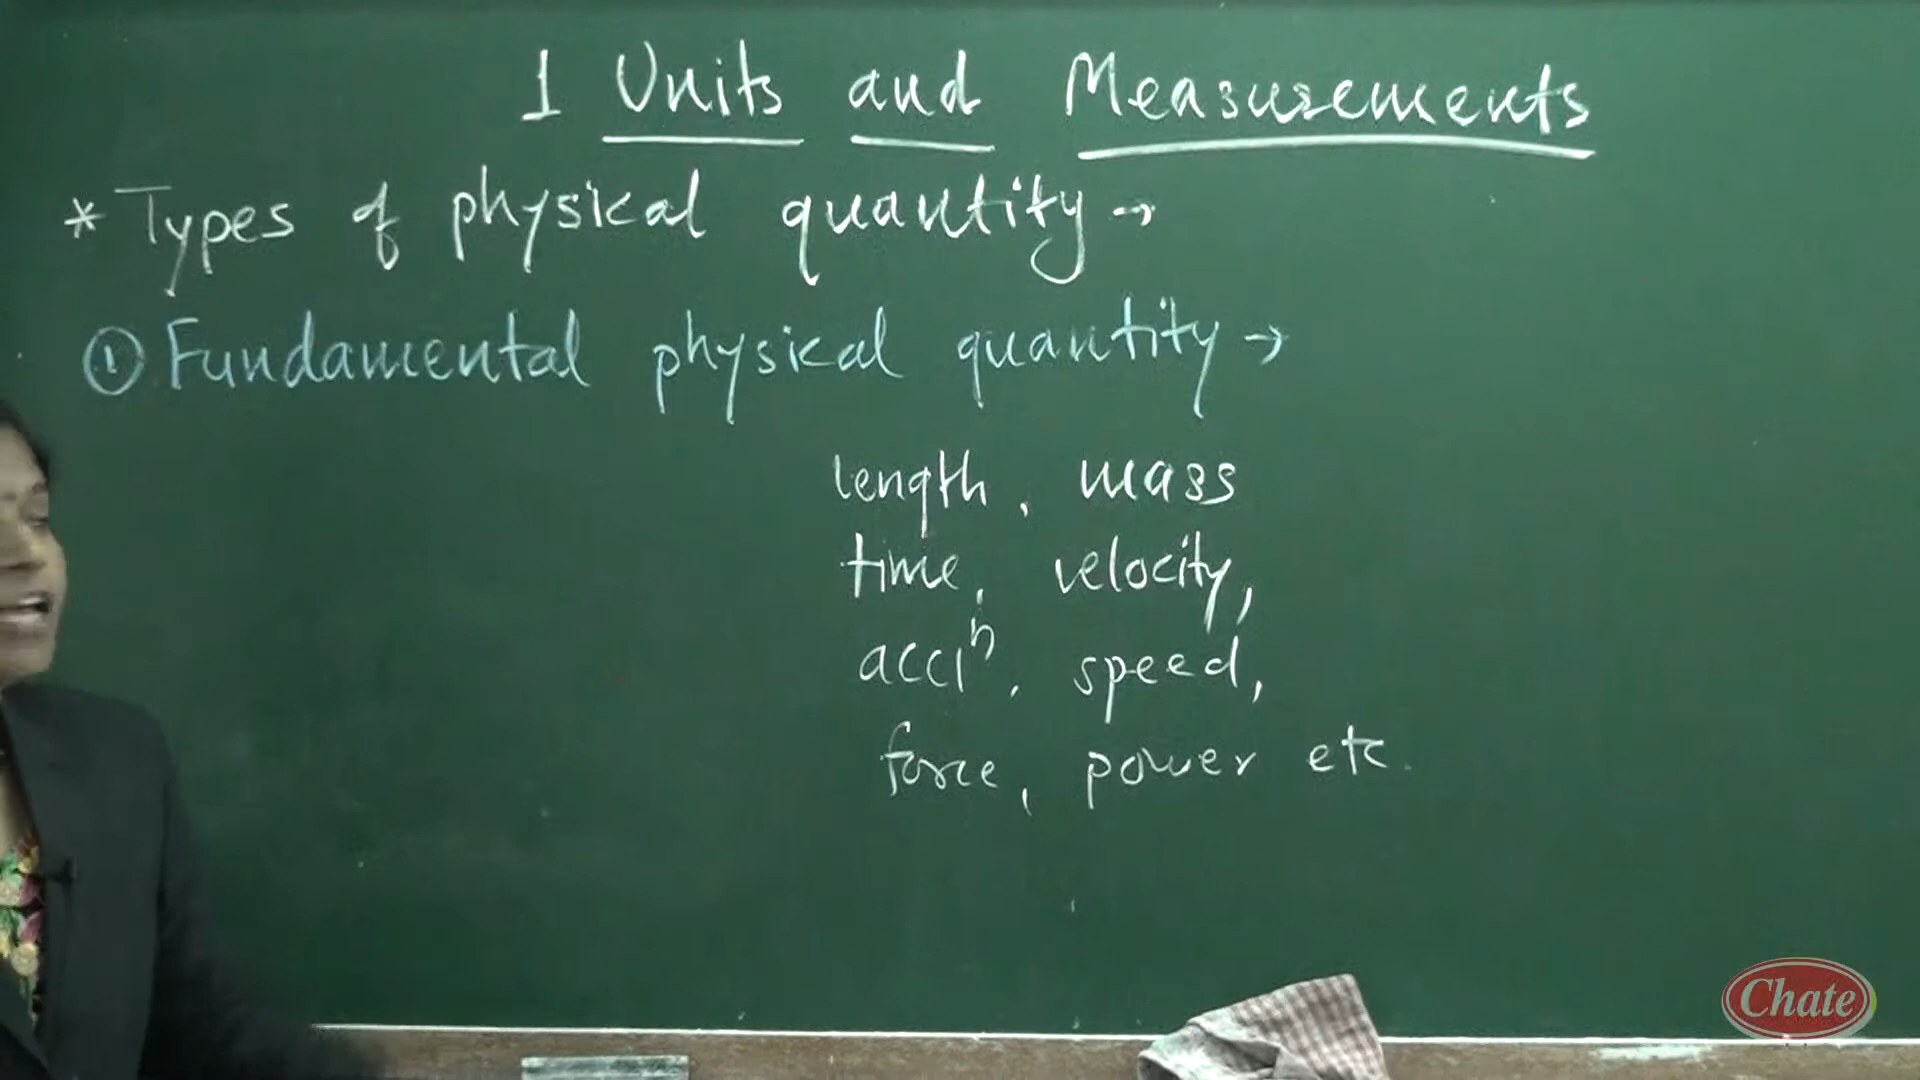 1 Units and Measurements
* Types of physical quantity →
① Fundamental physical quantity →
length, mass
time, velocity,
acclⁿ, speed,
force, power etc.
Chate